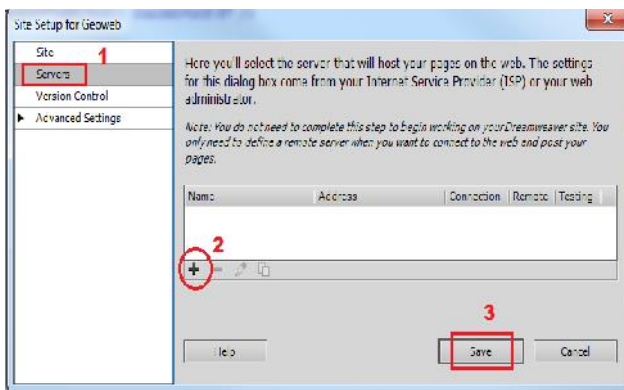 Site Setup for Geoweb
Site
1
Servers
Version Control
Advanced Settings
Here you'll select the server that will host your pages on the web. The settings
for this dialog box come from your Internet Service Provider (ISP) or your web
administrator.
Note: You do not need to complete this step to begin working on your Dreamweaver site. You
only need to define a remote server when you want to connect to the web and post your
pages.
Name Address Connection Remote Testing
2
3
Help Save Cancel